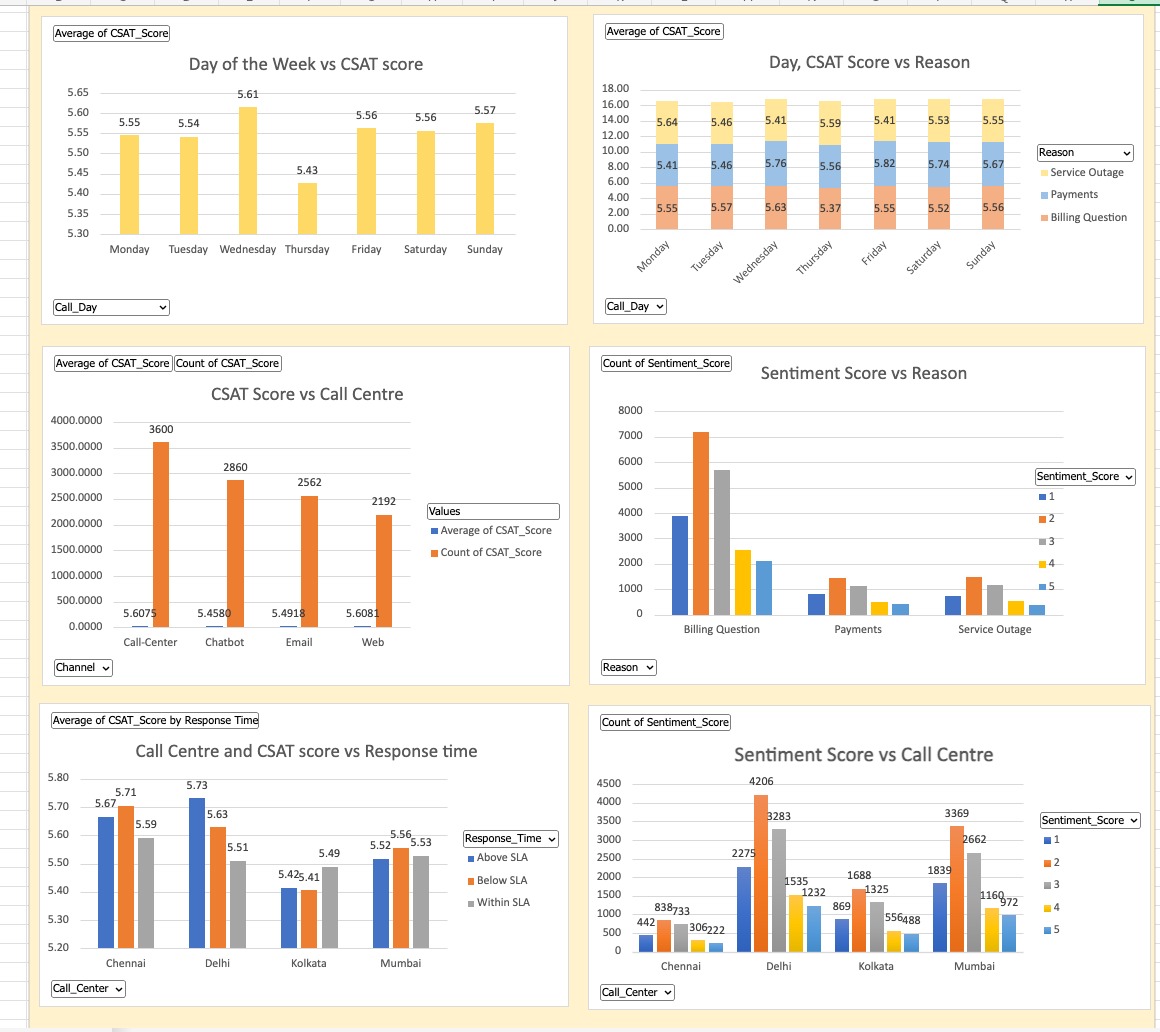 Average of CSAT_Score
Day of the Week vs CSAT score
5.65
5.60
5.55
5.50
5.45
5.40
5.35
5.30
5.55
5.54
5.61
5.43
5.56
5.56
5.57
Monday Tuesday Wednesday Thursday Friday Saturday Sunday
Call_Day
Average of CSAT_Score
Day, CSAT Score vs Reason
18.00
16.00
14.00
12.00
10.00
8.00
6.00
4.00
2.00
0.00
5.64 5.46 5.41 5.59 5.41 5.53 5.55
5.41 5.46 5.76 5.56 5.82 5.74 5.67
5.55 5.57 5.63 5.37 5.55 5.52 5.56
Monday Tuesday Wednesday Thursday Friday Saturday Sunday
Reason
Service Outage
Payments
Billing Question
Call_Day
Average of CSAT_Score Count of CSAT_Score
CSAT Score vs Call Centre
4000.0000
3500.0000
3000.0000
2500.0000
2000.0000
1500.0000
1000.0000
500.0000
0.0000
3600
2860
2562
2192
5.6075 5.4580 5.4918 5.6081
Call-Center Chatbot Email Web
Values
Average of CSAT_Score
Count of CSAT_Score
Channel
Count of Sentiment_Score
Sentiment Score vs Reason
8000
7000
6000
5000
4000
3000
2000
1000
0
Billing Question Payments Service Outage
Sentiment_Score
1
2
3
4
5
Reason
Average of CSAT_Score by Response Time
Call Centre and CSAT score vs Response time
5.80
5.70
5.60
5.50
5.40
5.30
5.20
5.67 5.71 5.59
5.73 5.63 5.51
5.42 5.41 5.49
5.52 5.56 5.53
Chennai Delhi Kolkata Mumbai
Response_Time
Above SLA
Below SLA
Within SLA
Call_Center
Count of Sentiment_Score
Sentiment Score vs Call Centre
4500
4000
3500
3000
2500
2000
1500
1000
500
0
442 838 733 306 222
2275 4206 3283 1535 1232
869 1688 1325 556 488
1839 3369 2662 1160 972
Chennai Delhi Kolkata Mumbai
Sentiment_Score
1
2
3
4
5
Call_Center